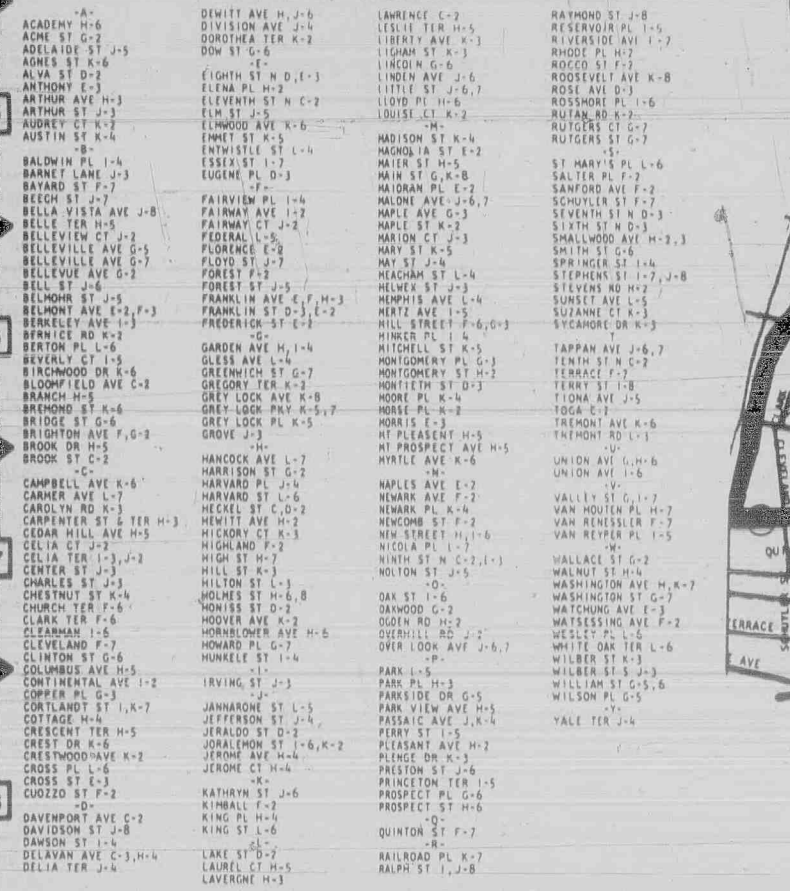 -A-
ACADEMY H-6
ACME ST G-2
ADELAIDE ST J-5
AGNES ST K-6
ALVA ST D-2
ANTHONY E-3
ARTHUR AVE H-3
ARTHUR ST J-3
AUDREY CT K-2
AUSTIN ST K-4
-B-
BALDWIN PL I-4
BARNET LANE J-3
BAYARD ST F-7
BEECH ST J-7
BELLA VISTA AVE J-8
BELLE TER H-5
BELLEVIEW CT J-2
BELLEVILLE AVE G-5
BELLEVILLE AVE G-7
BELLEVUE AVE G-2
BELL ST J-6
BELMOHR ST J-5
BELMONT AVE E-2,F-3
BERKELEY AVE I-3
BERNICE RD K-2
BERTON PL L-6
BEVERLY CT I-5
BIRCHWOOD DR K-6
BLOOMFIELD AVE C-2
BRANCH H-5
BREMOND ST K-6
BRIDGE ST G-6
BRIGHTON AVE F,G-2
BROOK DR H-5
BROOK ST C-2
-C-
CAMPBELL AVE K-6
CARMER AVE L-7
CAROLYN RD K-3
CARPENTER ST & TER H-3
CEDAR HILL AVE H-5
CELIA CT J-2
CELIA TER I-3,J-2
CENTER ST J-3
CHARLES ST J-3
CHESTNUT ST K-4
CHURCH TER F-6
CLARK TER F-6
CLEARMAN I-6
CLEVELAND F-7
CLINTON ST G-6
COLUMBUS AVE H-5
CONTINENTAL AVE I-2
COPPER PL G-3
CORTLANDT ST I,K-7
COTTAGE H-4
CRESCENT TER H-5
CREST DR K-6
CRESTWOOD AVE K-2
CROSS PL L-6
CROSS ST E-3
CUOZZO ST F-2
-D-
DAVENPORT AVE C-2
DAVIDSON ST J-8
DAWSON ST I-4
DELAVAN AVE C-3,H-4
DELIA TER J-4
DEWITT AVE H,J-6
DIVISION AVE J-4
DOROTHEA TER K-2
DOW ST G-6
-E-
EIGHTH ST N D,E-3
ELENA PL H-2
ELEVENTH ST N C-2
ELM ST J-5
ELMWOOD AVE K-6
EMMET ST K-5
ENTWISTLE ST L-4
ESSEX ST I-7
EUGENE PL D-3
-F-
FAIRVIEW PL I-4
FAIRWAY AVE I-2
FAIRWAY CT J-2
FEDERAL L-5
FLORENCE E-2
FLOYD ST J-7
FOREST F-2
FOREST ST J-5
FRANKLIN AVE E,F,H-3
FRANKLIN ST D-3,E-2
FREDERICK ST E-2
-G-
GARDEN AVE H,I-4
GLESS AVE L-4
GREENWICH ST G-7
GREGORY TER K-2
GREY LOCK AVE K-8
GREY LOCK PKY K-5,7
GREY LOCK PL K-5
GROVE J-3
-H-
HANCOCK AVE L-7
HARRISON ST G-2
HARVARD PL J-4
HARVARD ST L-6
HECKEL ST C,D-2
HEWITT AVE H-2
HICKORY CT K-3
HIGHLAND F-2
HIGH ST H-7
HILL ST K-3
HILTON ST L-3
HOLMES ST H-6,8
HONISS ST D-2
HOOVER AVE K-2
HORNBLOWER AVE H-6
HOWARD PL G-7
HUNKELE ST I-4
-I-
IRVING ST J-3
-J-
JANNARONE ST L-5
JEFFERSON ST J-4
JERALDO ST D-2
JORALEMON ST I-6,K-2
JEROME AVE H-4
JEROME CT H-4
-K-
KATHRYN ST J-6
KIMBALL F-2
KING PL H-4
KING ST L-6
-L-
LAKE ST D-2
LAUREL CT H-5
LAVERGNE H-3
LAWRENCE C-2
LESLIE TER H-5
LIBERTY AVE K-3
LIGHAM ST K-3
LINCOLN G-6
LINDEN AVE J-6
LITTLE ST J-6,7
LLOYD PL H-6
LOUISE CT K-2
-M-
MADISON ST K-4
MAGNOLIA ST E-2
MAIER ST H-5
MAIN ST G,K-8
MAIORAN PL E-2
MALONE AVE J-6,7
MAPLE AVE G-3
MAPLE ST K-2
MARION CT J-3
MARY ST K-5
MAY ST J-4
MEACHAM ST L-4
HELWEX ST J-3
MEMPHIS AVE L-4
MERTZ AVE I-5
MILL STREET F-6,G-3
MINKER PL I-4
MITCHELL ST K-5
MONTGOMERY PL G-3
MONTGOMERY ST H-2
MONTIETH ST D-3
MOORE PL K-4
MORSE PL K-2
MORRIS E-3
MT PLEASENT H-5
MT PROSPECT AVE H-5
MYRTLE AVE K-6
-N-
NAPLES AVE E-2
NEWARK AVE F-2
NEWARK PL K-4
NEWCOMB ST F-2
NEW STREET H,I-6
NICOLA PL I-7
NINTH ST N C-2,E-3
NOLTON ST J-5
-O-
OAK ST I-6
OAKWOOD G-2
OGDEN RD H-2
OVERHILL RD J-2
OVER LOOK AVE J-6,7
-P-
PARK I-5
PARK PL H-3
PARKSIDE DR G-5
PARK VIEW AVE H-5
PASSAIC AVE J,K-4
PERRY ST I-5
PLEASANT AVE H-2
PLENGE DR K-3
PRESTON ST J-6
PRINCETON TER I-5
PROSPECT PL G-6
PROSPECT ST H-6
-Q-
QUINTON ST F-7
-R-
RAILROAD PL K-7
RALPH ST I,J-8
RAYMOND ST J-8
RESERVOIR PL I-5
RIVERSIDE AVE I-7
RHODE PL H-7
ROCCO ST F-2
ROOSEVELT AVE K-8
ROSE AVE D-3
ROSSMORE PL I-6
RUTAN RD K-2
RUTGERS CT G-7
RUTGERS ST G-7
-S-
ST MARY'S PL L-6
SALTER PL F-2
SANFORD AVE F-2
SCHUYLER ST F-7
SEVENTH ST N D-3
SIXTH ST N D-3
SMALLWOOD AVE H-2,3
SMITH ST G-6
SPRINGER ST I-4
STEPHENS ST I-7,J-8
STEVENS RD H-2
SUNSET AVE L-5
SUZANNE CT K-3
SYCAMORE DR K-3
T
TAPPAN AVE J-6,7
TENTH ST N C-2
TERRACE F-7
TERRY ST I-8
TIONA AVE J-5
TOGA E-2
TREMONT AVE K-6
TREMONT RD L-3
-U-
UNION AVE G,H-6
UNION AVE I-6
-V-
VALLEY ST G,I-7
VAN HOUTEN PL H-7
VAN RENESSLER F-7
VAN REYPER PL I-5
-W-
WALLACE ST G-2
WALNUT ST H-4
WASHINGTON AVE H,K-7
WASHINGTON ST G-7
WATCHUNG AVE E-3
WATSESSING AVE F-2
WESLEY PL L-6
WHITE OAK TER L-6
WILBER ST K-3
WILBER ST S J-3
WILLIAM ST G-5,6
WILSON PL G-5
-Y-
YALE TER J-4
CLARK
QU
ERRACE
E AVE